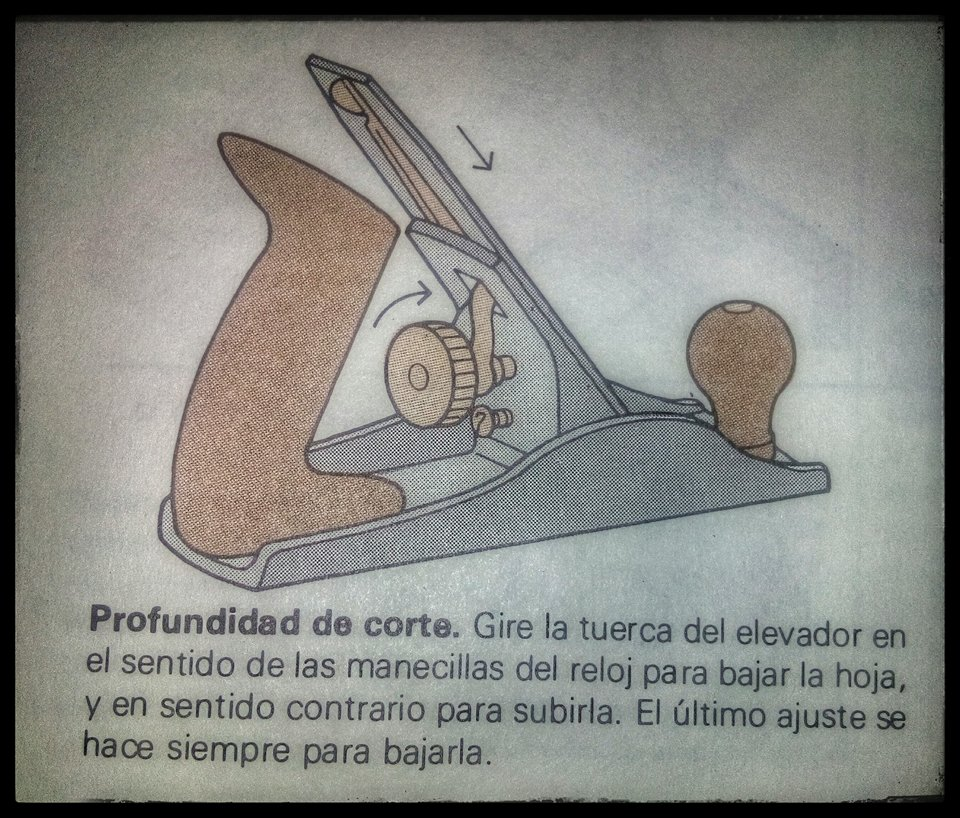 Profundidad de corte. Gire la tuerca del elevador en
el sentido de las manecillas del reloj para bajar la hoja,
y en sentido contrario para subirla. El último ajuste se
hace siempre para bajarla.